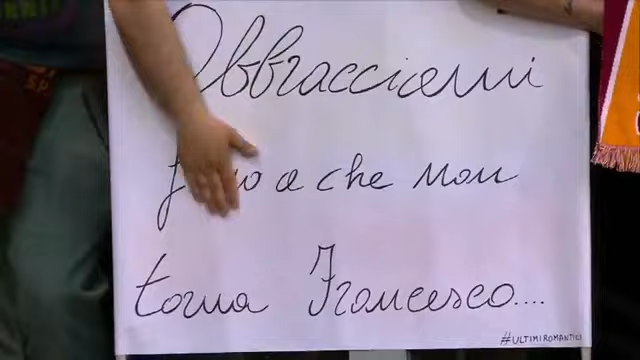 Abbracciami
fino a che non
torna Francesco....
#ULTIMIROMANTICI